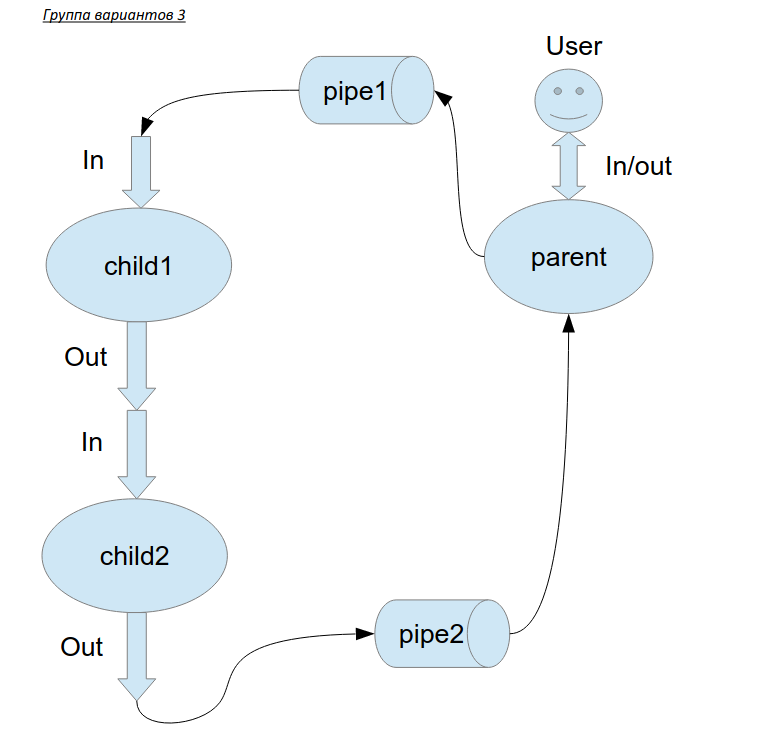 Группа вариантов 3
User
pipe1
In
In/out
child1
parent
Out
In
child2
Out
pipe2